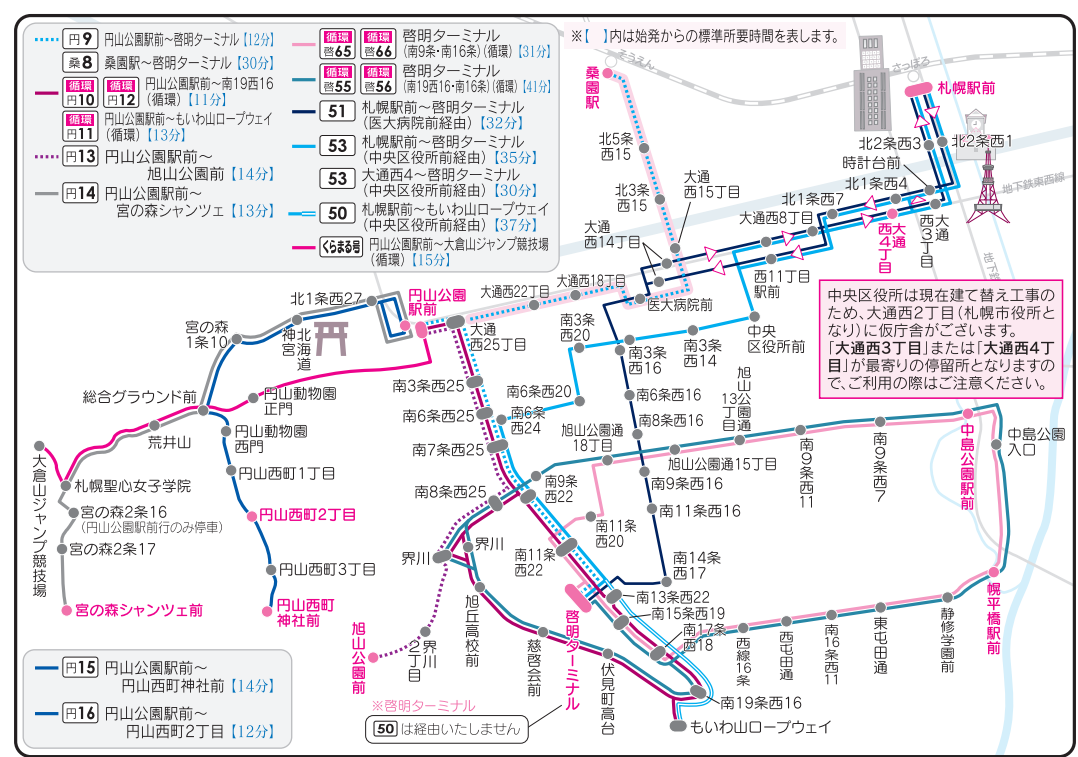 円9 円山公園駅前～啓明ターミナル【12分】
桑8 桑園駅～啓明ターミナル【30分】
循環 円10 循環 円12 円山公園駅前～南19西16
(循環)【11分】
循環 円11 円山公園駅前～もいわ山ロープウェイ
(循環)【13分】
円13 円山公園駅前～
旭山公園前【14分】
円14 円山公園駅前～
宮の森シャンツェ【13分】
循環 啓65 循環 啓66 啓明ターミナル
(南9条・南16条)(循環)【31分】
循環 啓55 循環 啓56 啓明ターミナル
(南19西16・南16条)(循環)【41分】
51 札幌駅前～啓明ターミナル
(医大病院前経由)【32分】
53 札幌駅前～啓明ターミナル
(中央区役所前経由)【35分】
53 大通西4～啓明ターミナル
(中央区役所前経由)【30分】
50 札幌駅前～もいわ山ロープウェイ
(中央区役所前経由)【37分】
くらまる号 円山公園駅前～大倉山ジャンプ競技場
(循環)【15分】
※【　】内は始発からの標準所要時間を表します。
そうえん
さっぽろ
桑園駅
札幌駅前
北5条
西15
北3条
西15
大通
西15丁目
大通
西14丁目
北2条西3
北2条西1
時計台前
北1条西4
北1条西7
大通西8丁目
大通
西4丁目
大通
西3丁目
地下鉄東西線
地下鉄
西11丁目
駅前
医大病院前
大通西18丁目
大通西22丁目
円山公園
駅前
北1条西27
北海道
神宮
宮の森
1条10
大通
西25丁目
南3条
西20
南3条
西16
南3条
西14
中央
区役所前
中央区役所は現在建て替え工事の
ため、大通西2丁目(札幌市役所と
なり)に仮庁舎がございます。
「大通西3丁目」または「大通西4丁
目」が最寄りの停留所となりますの
で、ご利用の際はご注意ください。
総合グラウンド前
円山動物園
正門
円山動物園
西門
荒井山
大倉山ジャンプ競技場
札幌聖心女子学院
宮の森2条16
(円山公園駅前行のみ停車)
宮の森2条17
宮の森シャンツェ前
円山西町1丁目
円山西町2丁目
円山西町3丁目
円山西町
神社前
南3条西25
南6条西25
南7条西25
南8条西25
南6条西20
南6条
西24
南6条西16
南8条西16
旭山公園通
18丁目
旭山公園通
13丁目
旭山公園通15丁目
南9条西16
南9条
西22
南9条西11
南9条西7
中島公園駅前
中島公園
入口
南11条西16
南11条
西20
南11条
西22
南14条
西17
界川
界川
界川
2丁目
旭山公園前
旭丘高校前
慈啓会前
伏見町高台
啓明ターミナル
南13条西22
南15条西19
南17条
西18
西線16条
西屯田通
南16条西11
東屯田通
静修学園前
幌平橋駅前
南19条西16
もいわ山ロープウェイ
※啓明ターミナル
50は経由いたしません
円15 円山公園駅前～
円山西町神社前【14分】
円16 円山公園駅前～
円山西町2丁目【12分】